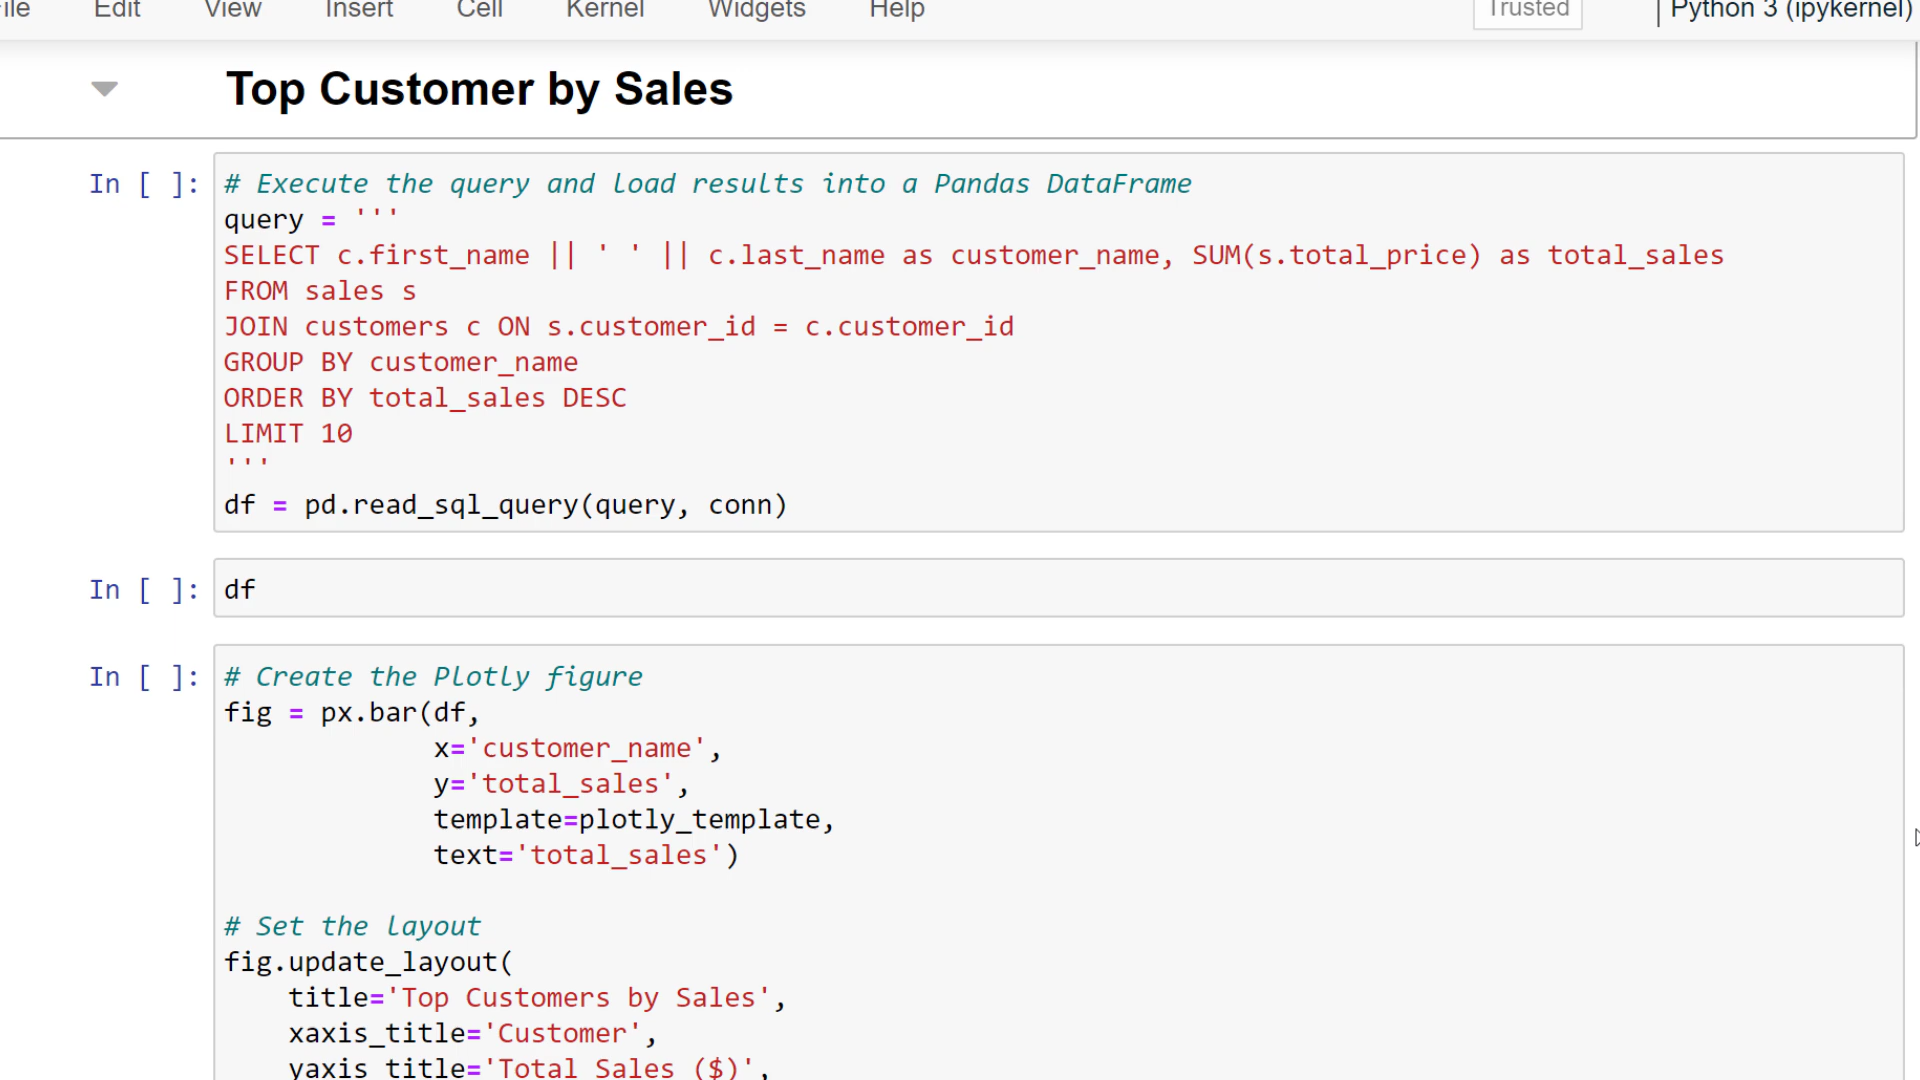 ile Edit View Insert Cell Kernel Widgets Help Trusted | Python 3 (ipykernel)
Top Customer by Sales
In [ ]: # Execute the query and load results into a Pandas DataFrame
query = '''
SELECT c.first_name || ' ' || c.last_name as customer_name, SUM(s.total_price) as total_sales
FROM sales s
JOIN customers c ON s.customer_id = c.customer_id
GROUP BY customer_name
ORDER BY total_sales DESC
LIMIT 10
'''
df = pd.read_sql_query(query, conn)
In [ ]: df
In [ ]: # Create the Plotly figure
fig = px.bar(df,
x='customer_name',
y='total_sales',
template=plotly_template,
text='total_sales')
# Set the layout
fig.update_layout(
title='Top Customers by Sales',
xaxis_title='Customer',
yaxis_title='Total Sales ($)',